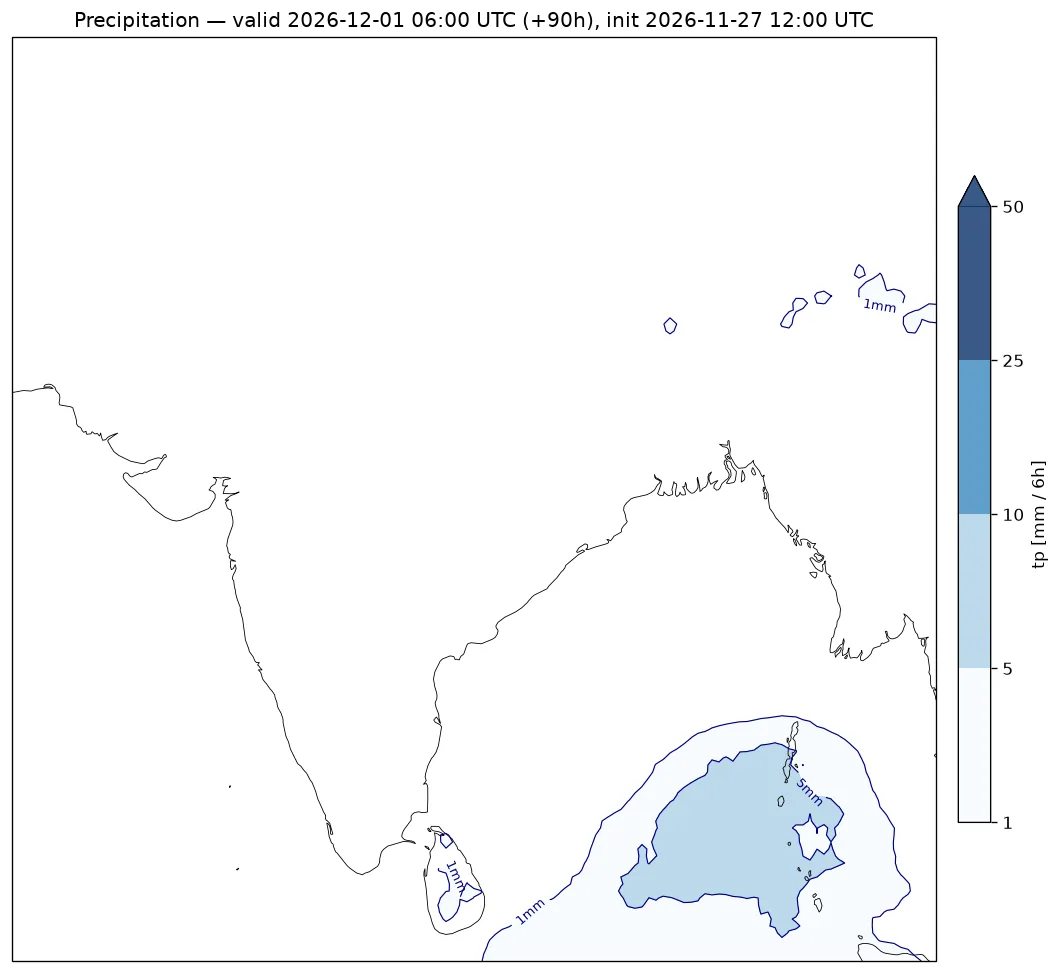 Precipitation — valid 2026-12-01 06:00 UTC (+90h), init 2026-11-27 12:00 UTC
50
25
10
5
1
tp [mm / 6h]
1mm
5mm
1mm
1mm